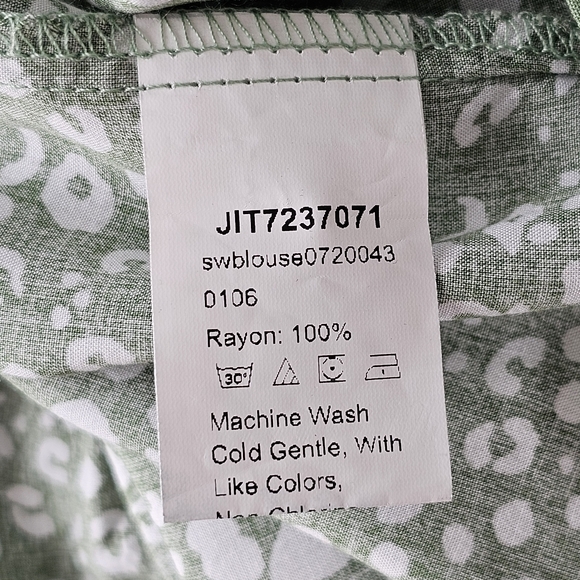 JIT7237071
swblouse0720043
0106
Rayon: 100%
30°
Machine Wash
Cold Gentle, With
Like Colors,